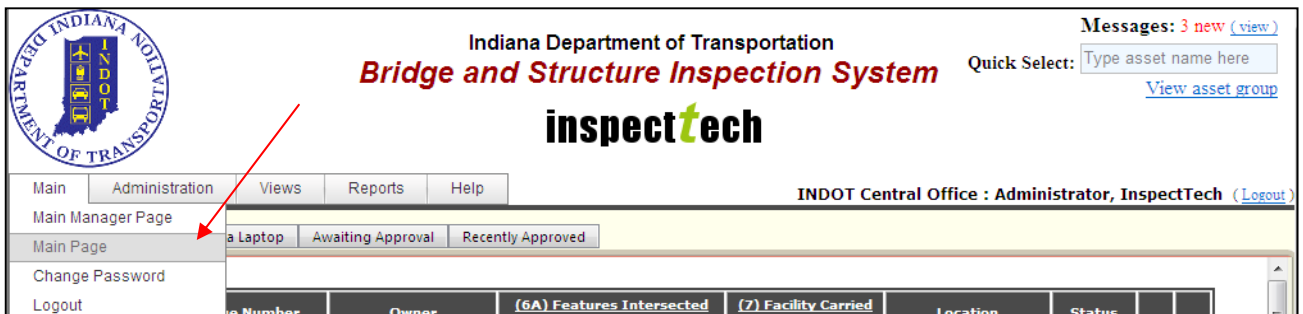 INDIANA DEPARTMENT OF TRANSPORTATION
INDOT
Messages: 3 new (view)
Indiana Department of Transportation
Bridge and Structure Inspection System
Quick Select: Type asset name here
View asset group
inspecttech
Main Administration Views Reports Help
INDOT Central Office : Administrator, InspectTech (Logout)
Main Manager Page
Main Page
a Laptop Awaiting Approval Recently Approved
Change Password
Logout
Number Owner (6A) Features Intersected (7) Facility Carried Location Status